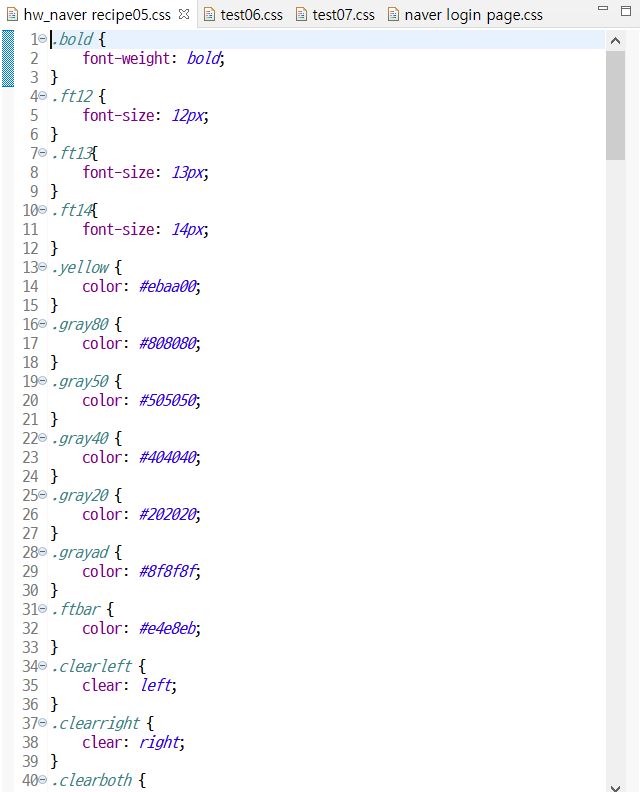 hw_naver recipe05.css test06.css test07.css naver login page.css
1 .bold {
2 font-weight: bold;
3 }
4 .ft12 {
5 font-size: 12px;
6 }
7 .ft13{
8 font-size: 13px;
9 }
10 .ft14{
11 font-size: 14px;
12 }
13 .yellow {
14 color: #ebaa00;
15 }
16 .gray80 {
17 color: #808080;
18 }
19 .gray50 {
20 color: #505050;
21 }
22 .gray40 {
23 color: #404040;
24 }
25 .gray20 {
26 color: #202020;
27 }
28 .grayad {
29 color: #8f8f8f;
30 }
31 .ftbar {
32 color: #e4e8eb;
33 }
34 .clearleft {
35 clear: left;
36 }
37 .clearright {
38 clear: right;
39 }
40 .clearboth {